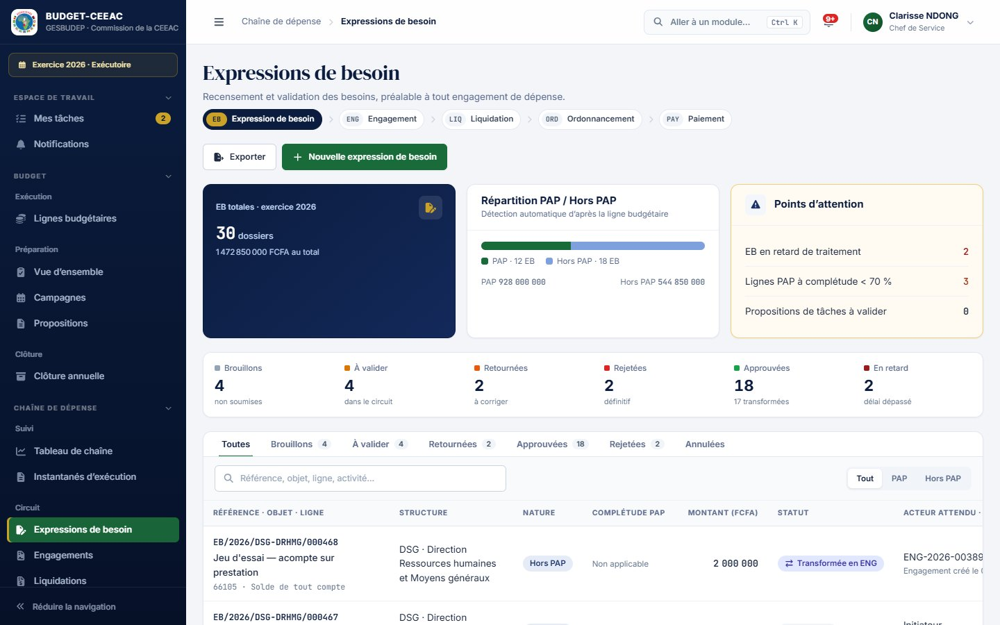 BUDGET-CEEAC
GESBUDEP · Commission de la CEEAC
Exercice 2026 · Exécutoire
ESPACE DE TRAVAIL
Mes tâches 2
Notifications
BUDGET
Exécution
Lignes budgétaires
Préparation
Vue d’ensemble
Campagnes
Propositions
Clôture
Clôture annuelle
CHAÎNE DE DÉPENSE
Suivi
Tableau de chaîne
Instantanés d’exécution
Circuit
Expressions de besoin
Engagements
Liquidations
Réduire la navigation
Chaîne de dépense Expressions de besoin
Aller à un module... Ctrl K
9+
CN Clarisse NDONG
Chef de Service
Expressions de besoin
Recensement et validation des besoins, préalable à tout engagement de dépense.
EB Expression de besoin ENG Engagement LIQ Liquidation ORD Ordonnancement PAY Paiement
Exporter + Nouvelle expression de besoin
EB totales · exercice 2026
30 dossiers
1 472 850 000 FCFA au total
Répartition PAP / Hors PAP
Détection automatique d’après la ligne budgétaire
PAP · 12 EB Hors PAP · 18 EB
PAP 928 000 000 Hors PAP 544 850 000
Points d’attention
EB en retard de traitement 2
Lignes PAP à complétude < 70 % 3
Propositions de tâches à valider 0
Brouillons
4
non soumises
À valider
4
dans le circuit
Retournées
2
à corriger
Rejetées
2
définitif
Approuvées
18
17 transformées
En retard
2
délai dépassé
Toutes Brouillons 4 À valider 4 Retournées 2 Approuvées 18 Rejetées 2 Annulées
Référence, objet, ligne, activité...
Tout PAP Hors PAP
RÉFÉRENCE · OBJET · LIGNE STRUCTURE NATURE COMPLÉTUDE PAP MONTANT (FCFA) STATUT ACTEUR ATTENDU ·
EB/2026/DSG-DRHMG/000468
Jeu d'essai — acompte sur
prestation
66105 · Solde de tout compte
DSG · Direction
Ressources humaines
et Moyens généraux
Hors PAP
Non applicable
2 000 000
Transformée en ENG
ENG-2026-00389
Engagement créé le
EB/2026/DSG-DRHMG/000467
DSG · Direction